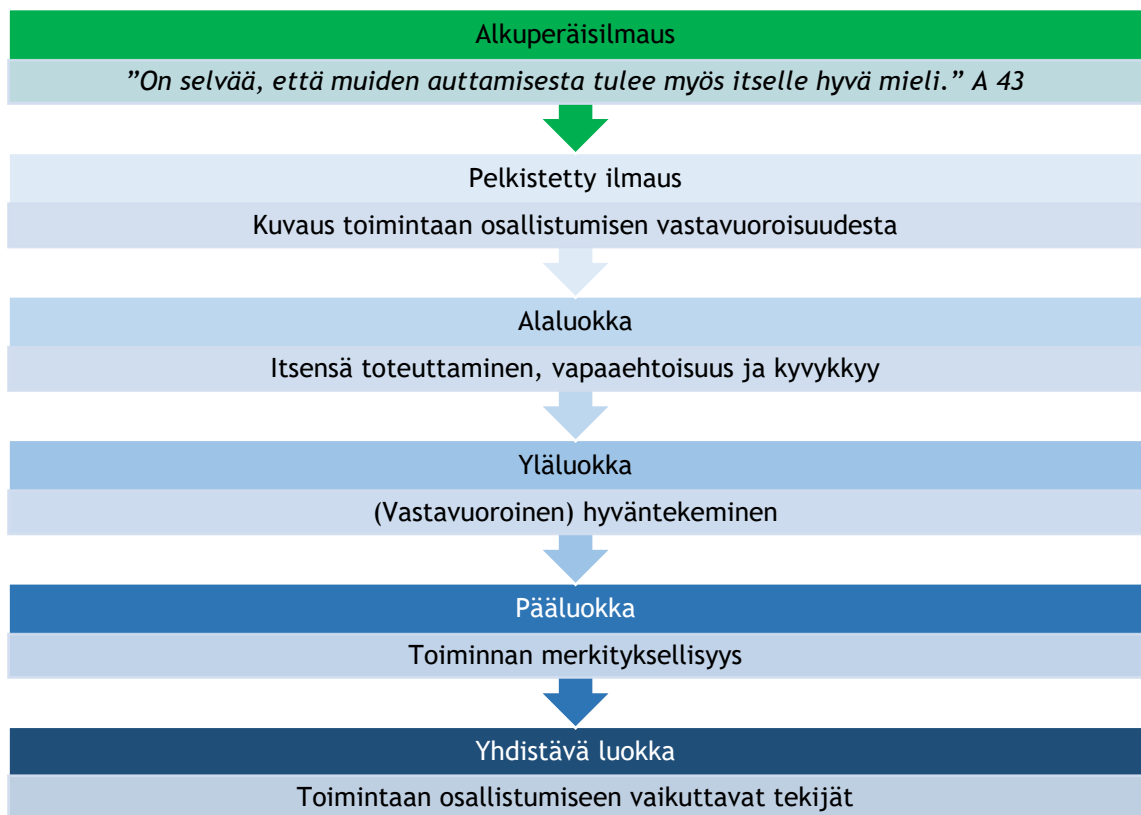 Alkuperäisilmaus
”On selvää, että muiden auttamisesta tulee myös itselle hyvä mieli.” A 43
Pelkistetty ilmaus
Kuvaus toimintaan osallistumisen vastavuoroisuudesta
Alaluokka
Itsensä toteuttaminen, vapaaehtoisuus ja kyvykkyy
Yläluokka
(Vastavuoroinen) hyväntekeminen
Pääluokka
Toiminnan merkityksellisyys
Yhdistävä luokka
Toimintaan osallistumiseen vaikuttavat tekijät